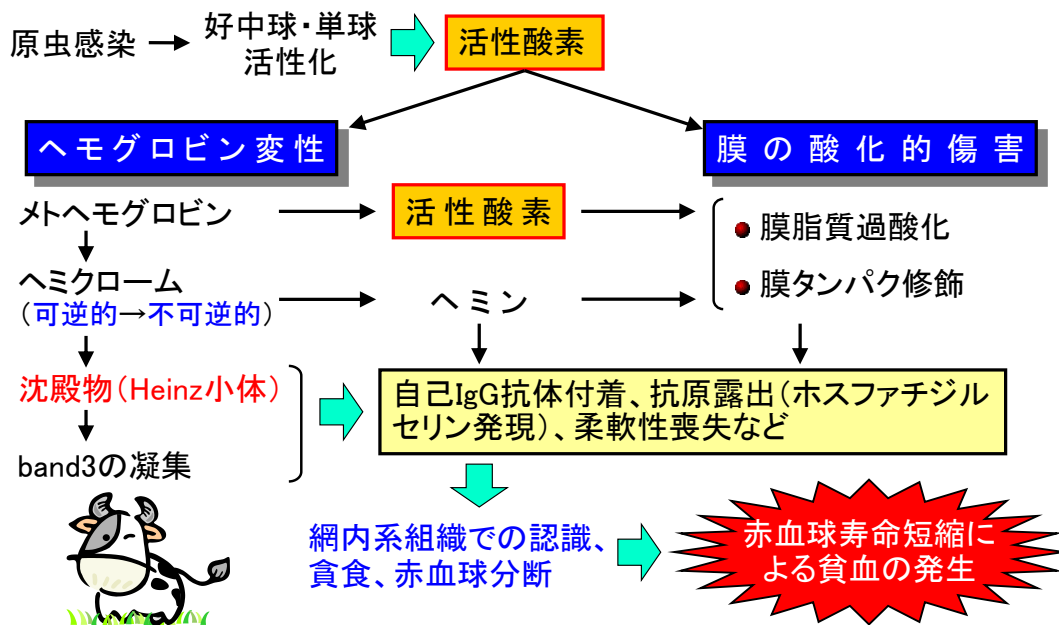 原虫感染
好中球・単球
活性化
活性酸素
ヘモグロビン変性
膜の酸化的傷害
メトヘモグロビン
活性酸素
膜脂質過酸化
ヘミクローム
(可逆的→不可逆的)
ヘミン
膜タンパク修飾
沈殿物(Heinz小体)
band3の凝集
自己IgG抗体付着、抗原露出(ホスファチジル
セリン発現)、柔軟性喪失など
網内系組織での認識、
貪食、赤血球分断
赤血球寿命短縮に
よる貧血の発生